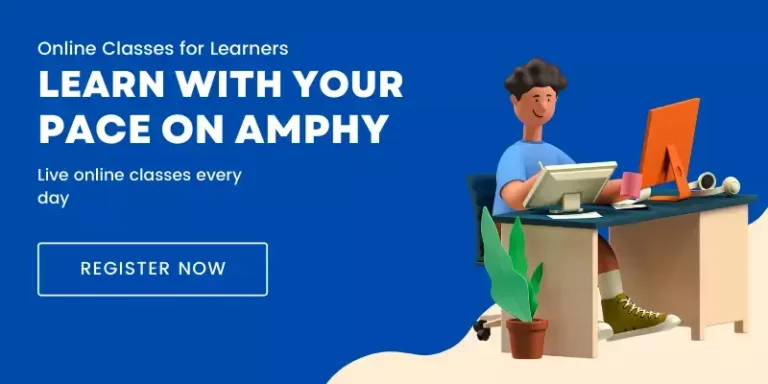 Online Classes for Learners
LEARN WITH YOUR
PACE ON AMPHY
Live online classes every
day
REGISTER NOW